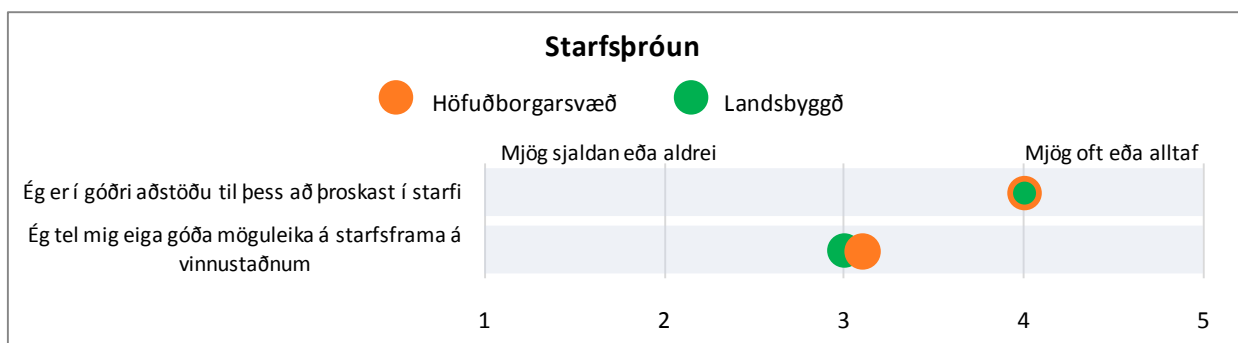 Starfsþróun
Höfuðborgarsvæð
Landsbyggð
Mjög sjaldan eða aldrei
Mjög oft eða alltaf
Ég er í góðri aðstöðu til þess að þroskast í starfi
Ég tel mig eiga góða möguleika á starfsframa á
vinnustaðnum
1 2 3 4 5